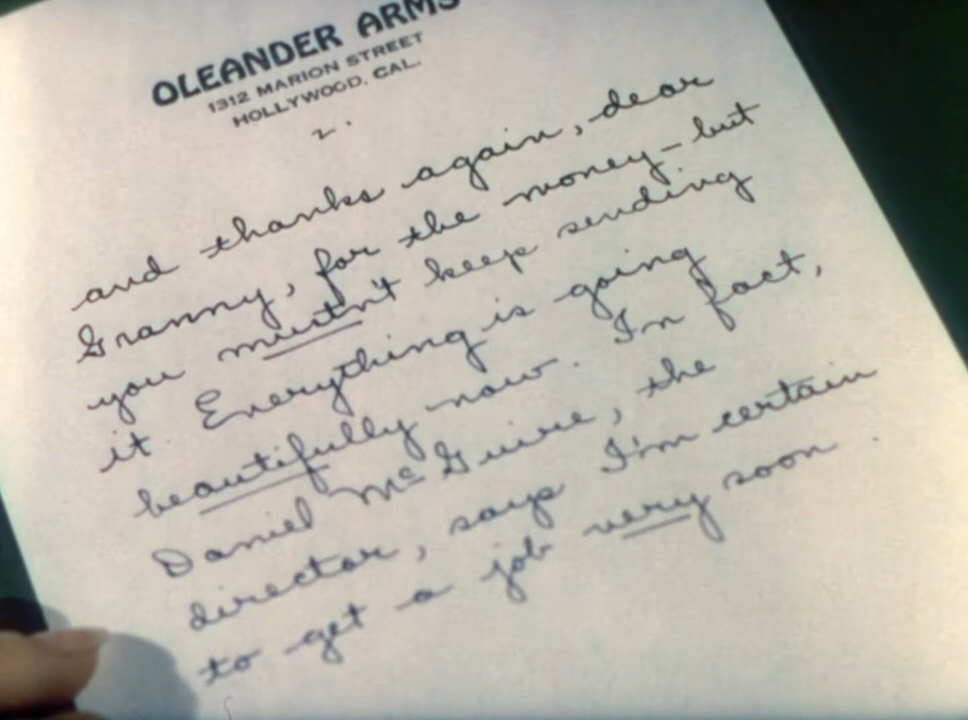 OLEANDER ARMS
1312 MARION STREET
HOLLYWOOD, CAL.
2.
and thanks again, dear
Granny, for the money – but
you mustn't keep sending
it. Everything is going
beautifully now. In fact,
Daniel McGuire, the
director, says I'm certain
to get a job very soon.